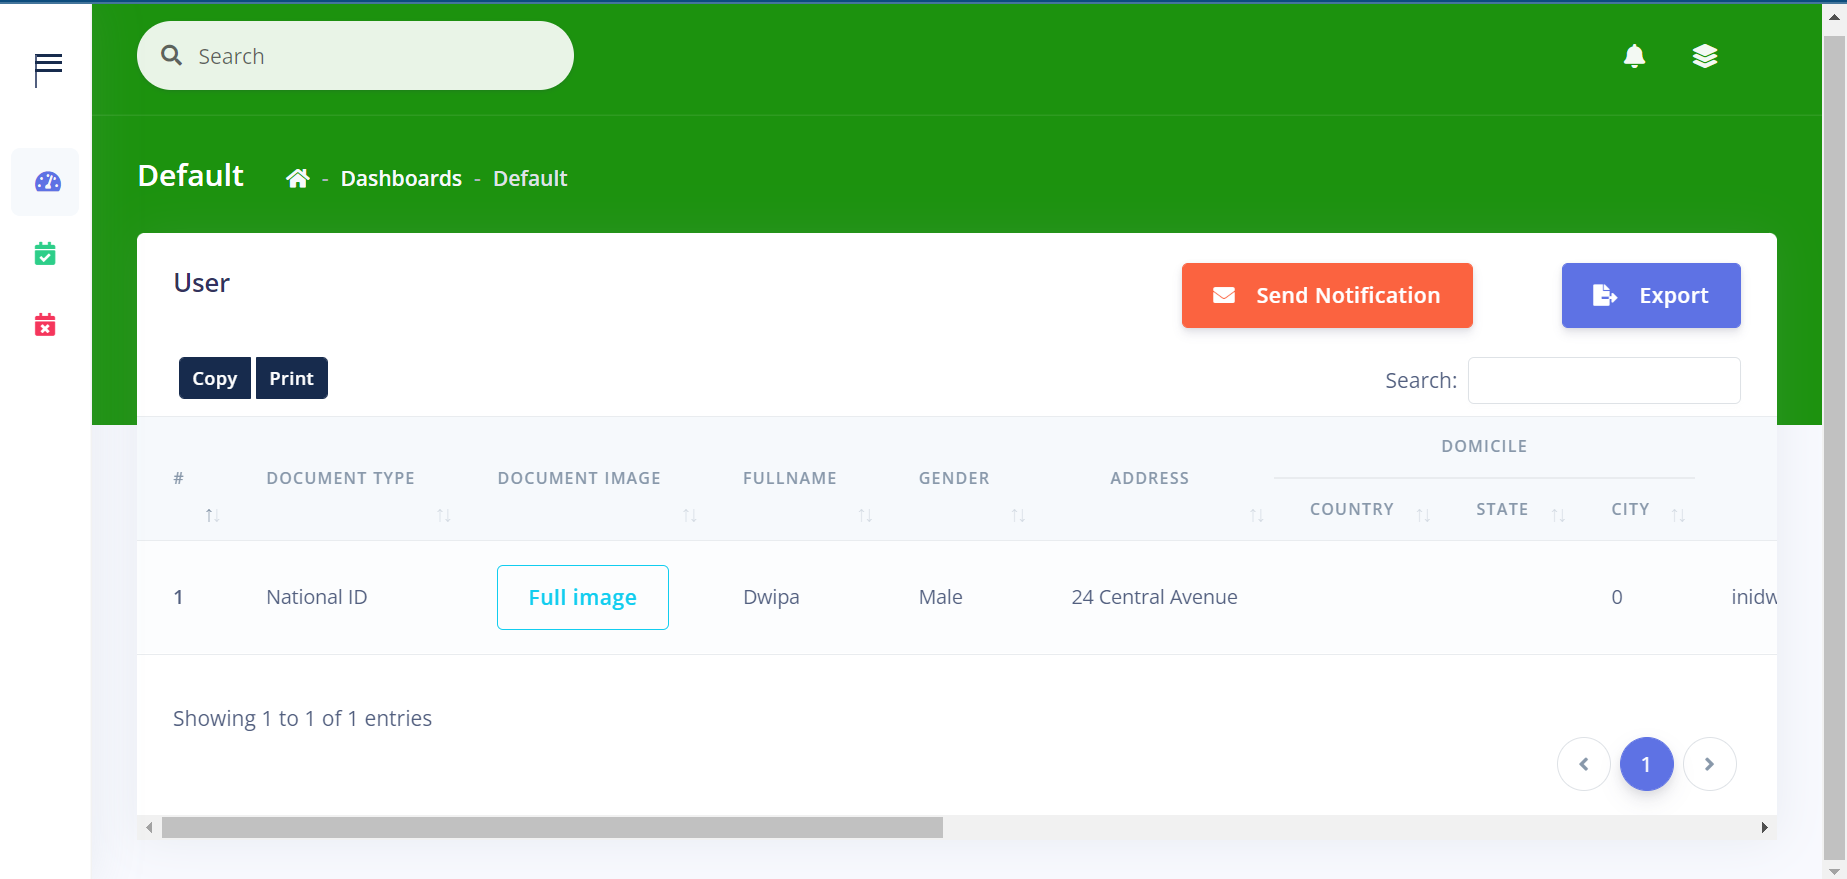 Search
Default - Dashboards - Default
User
Send Notification
Export
Copy Print
Search:
# DOCUMENT TYPE DOCUMENT IMAGE FULLNAME GENDER ADDRESS DOMICILE
COUNTRY STATE CITY
1 National ID Full image Dwipa Male 24 Central Avenue 0 inidw
Showing 1 to 1 of 1 entries
1